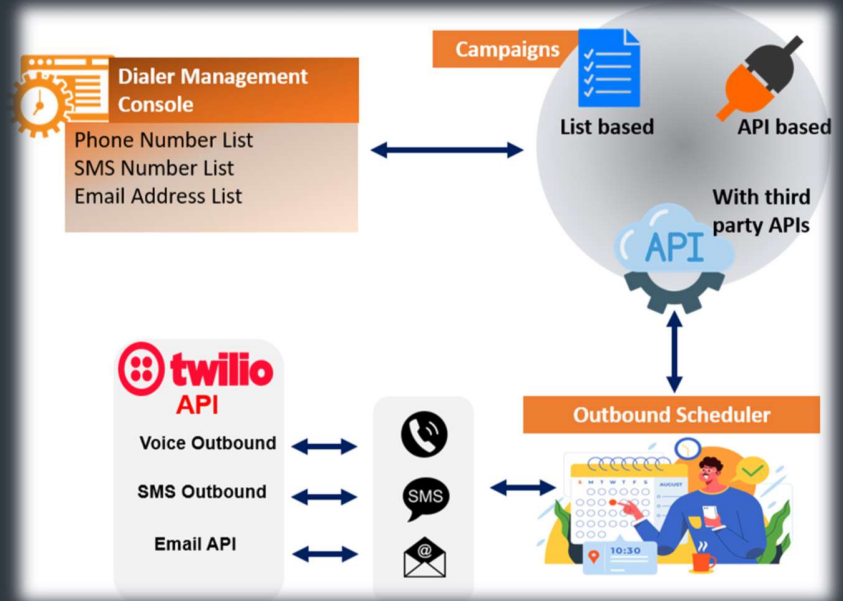 Dialer Management
Console
Phone Number List
SMS Number List
Email Address List
Campaigns
List based
API based
With third
party APIs
API
twilio
API
Voice Outbound
SMS Outbound
Email API
SMS
@
Outbound Scheduler
S M T W T F S
AUGUST
10:30